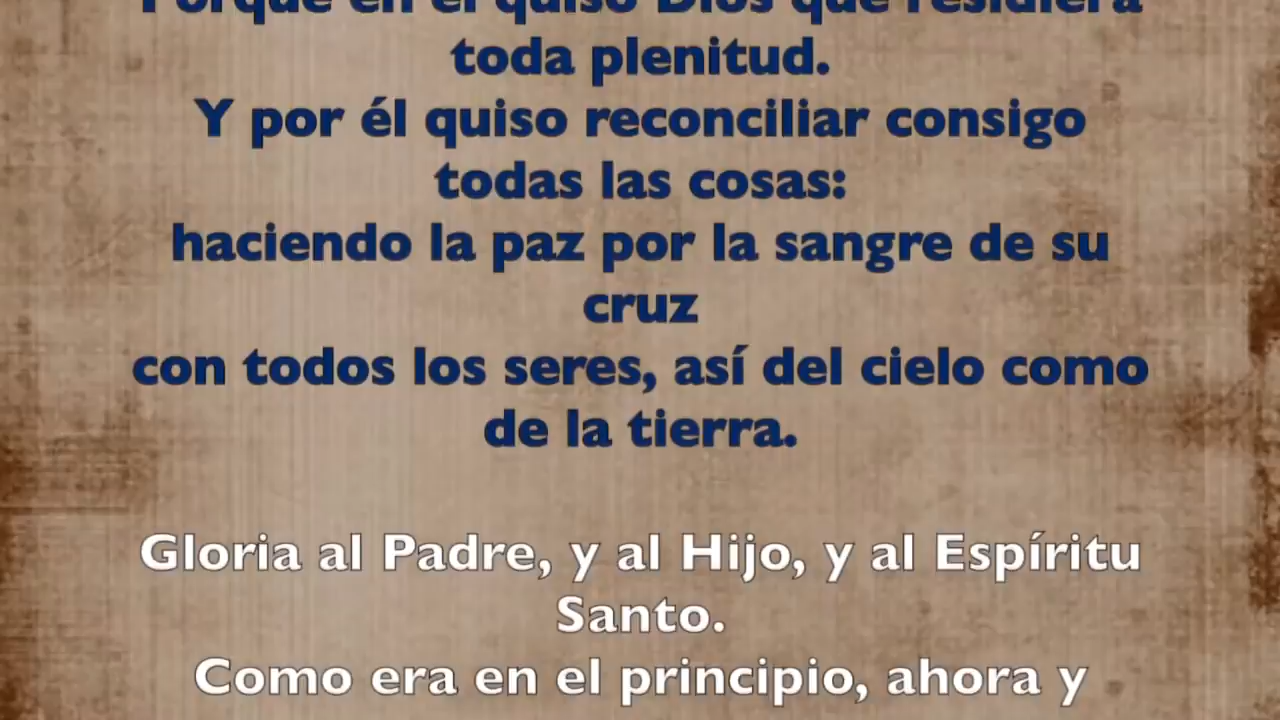 Porque en él quiso Dios que residiera
toda plenitud.
Y por él quiso reconciliar consigo
todas las cosas:
haciendo la paz por la sangre de su
cruz
con todos los seres, así del cielo como
de la tierra.
Gloria al Padre, y al Hijo, y al Espíritu
Santo.
Como era en el principio, ahora y